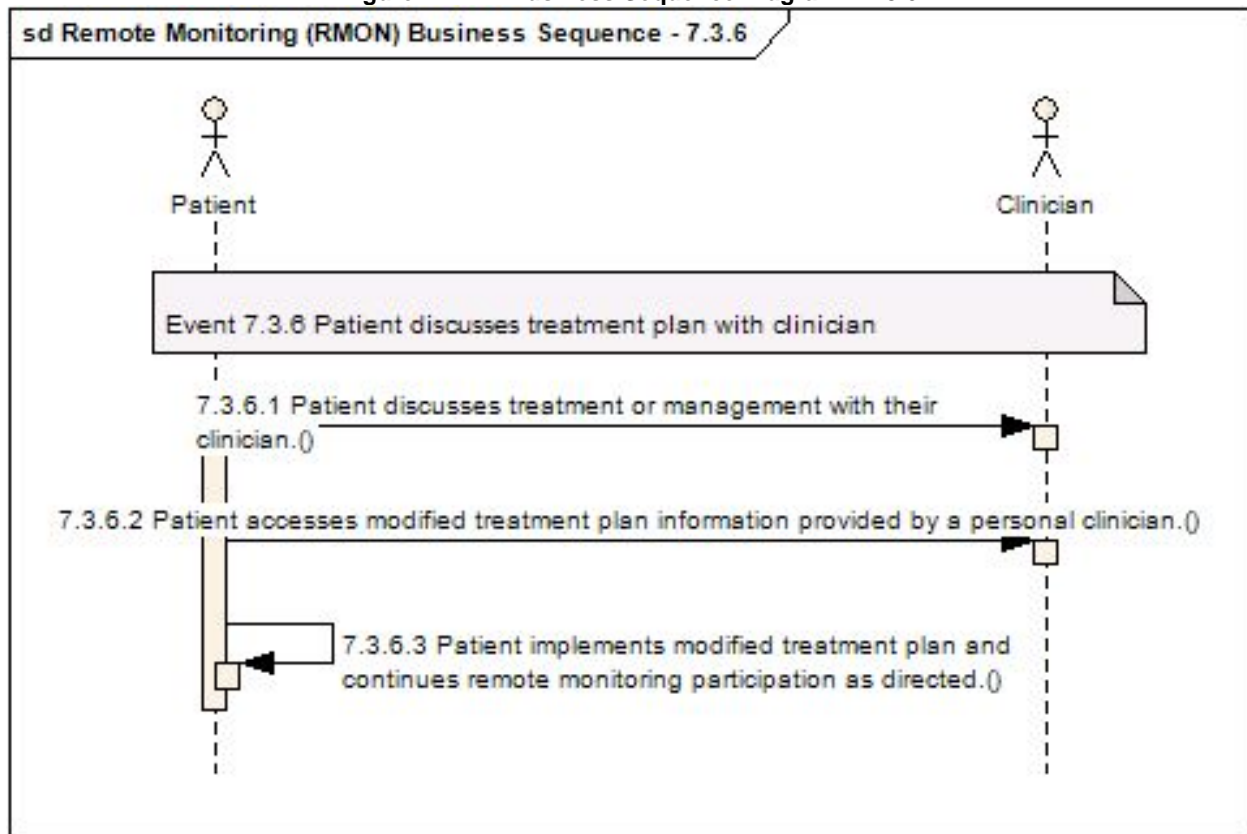 sd Remote Monitoring (RMON) Business Sequence - 7.3.6
Patient
Clinician
Event 7.3.6 Patient discusses treatment plan with clinician
7.3.6.1 Patient discusses treatment or management with their
clinician.()
7.3.6.2 Patient accesses modified treatment plan information provided by a personal clinician.()
7.3.6.3 Patient implements modified treatment plan and
continues remote monitoring participation as directed.()